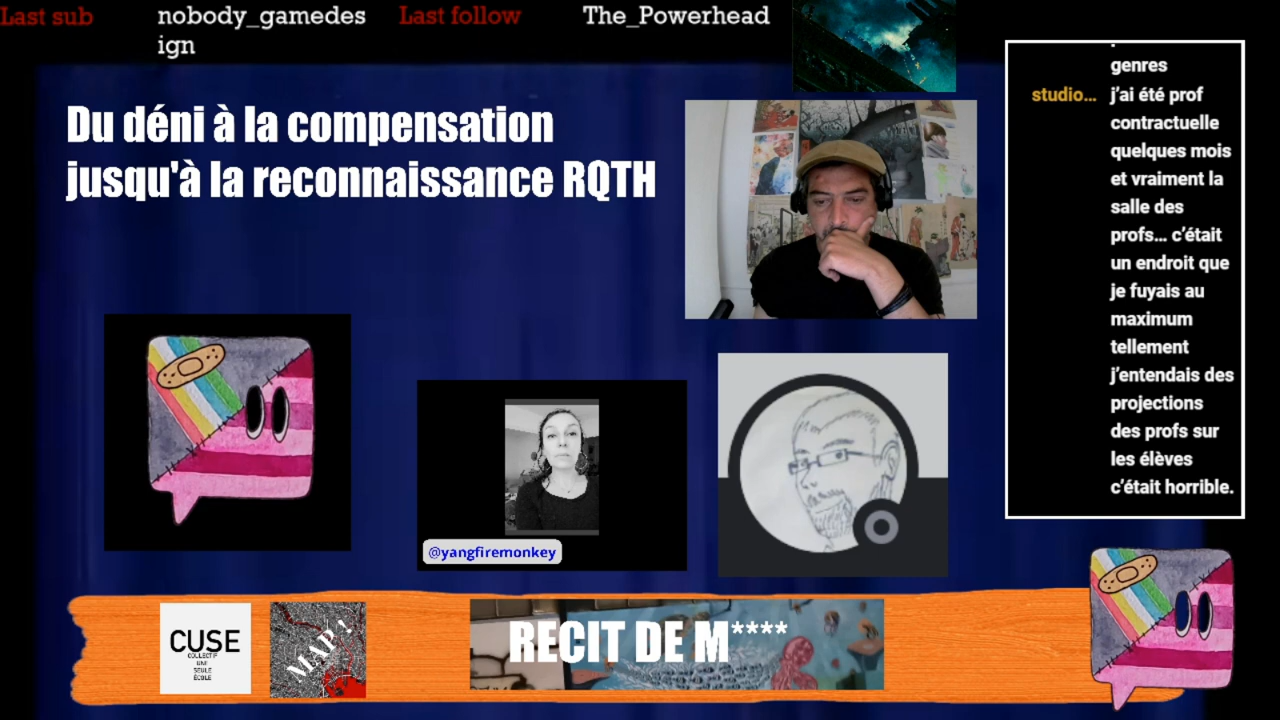 Last sub
nobody_gamedes
ign
Last follow
The_Powerhead
Du déni à la compensation
jusqu'à la reconnaissance RQTH
genres
studio… j’ai été prof
contractuelle
quelques mois
et vraiment la
salle des
profs… c’était
un endroit que
je fuyais au
maximum
tellement
j’entendais des
projections
des profs sur
les élèves
c’était horrible.
@yangfiremonkey
CUSE
COLLECTIF
UNE
SEULE
ÉCOLE
MAP !
RECIT DE M****